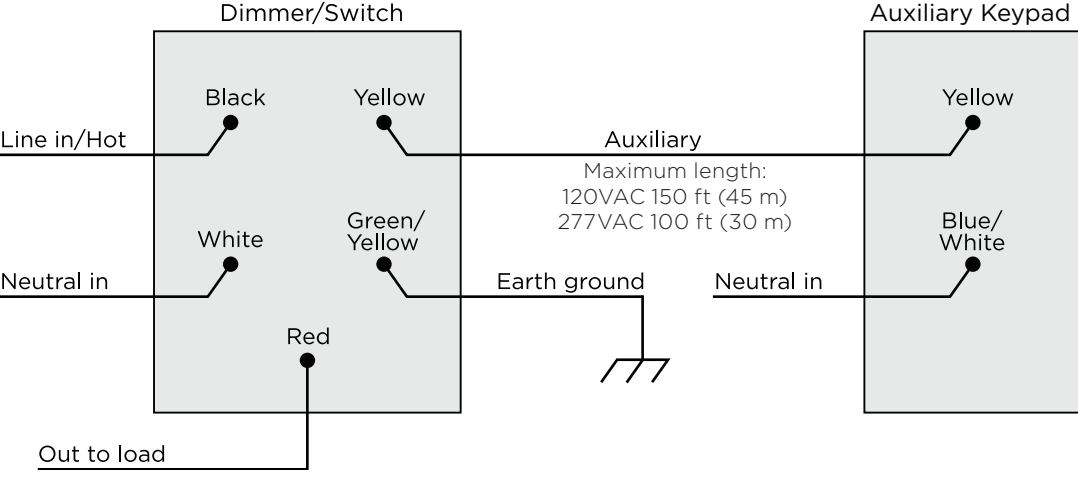 Dimmer/Switch
Auxiliary Keypad
Black
Yellow
Yellow
Line in/Hot
Auxiliary
Maximum length:
120VAC 150 ft (45 m)
277VAC 100 ft (30 m)
White
Green/
Yellow
Blue/
White
Neutral in
Earth ground
Neutral in
Red
Out to load